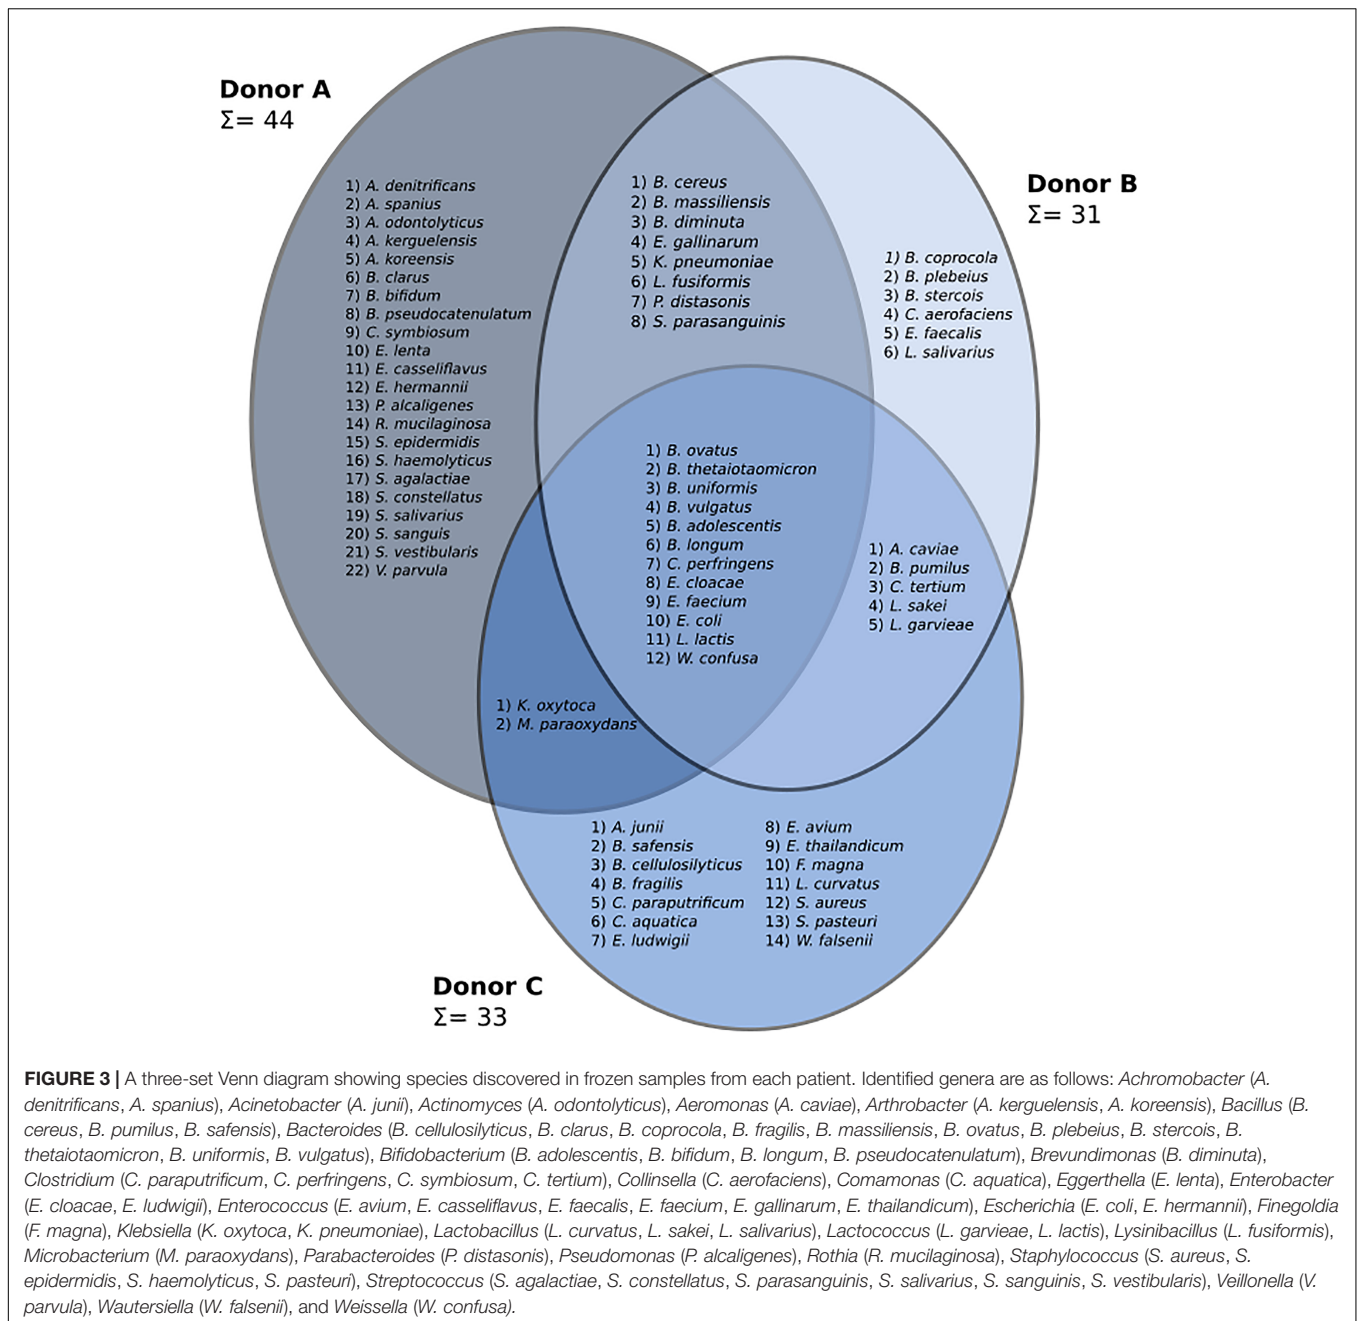 Donor A
Σ= 44
Donor B
Σ= 31
1) A. denitrificans
2) A. spanius
3) A. odontolyticus
4) A. kerguelensis
5) A. koreensis
6) B. clarus
7) B. bifidum
8) B. pseudocatenulatum
9) C. symbiosum
10) E. lenta
11) E. casseliflavus
12) E. hermannii
13) P. alcaligenes
14) R. mucilaginosa
15) S. epidermidis
16) S. haemolyticus
17) S. agalactiae
18) S. constellatus
19) S. salivarius
20) S. sanguis
21) S. vestibularis
22) V. parvula
1) B. cereus
2) B. massiliensis
3) B. diminuta
4) E. gallinarum
5) K. pneumoniae
6) L. fusiformis
7) P. distasonis
8) S. parasanguinis
1) B. coprocola
2) B. plebeius
3) B. stercois
4) C. aerofaciens
5) E. faecalis
6) L. salivarius
1) B. ovatus
2) B. thetaiotaomicron
3) B. uniformis
4) B. vulgatus
5) B. adolescentis
6) B. longum
7) C. perfringens
8) E. cloacae
9) E. faecium
10) E. coli
11) L. lactis
12) W. confusa
1) A. caviae
2) B. pumilus
3) C. tertium
4) L. sakei
5) L. garvieae
1) K. oxytoca
2) M. paraoxydans
1) A. junii
2) B. safensis
3) B. cellulosilyticus
4) B. fragilis
5) C. paraputrificum
6) C. aquatica
7) E. ludwigii
8) E. avium
9) E. thailandicum
10) F. magna
11) L. curvatus
12) S. aureus
13) S. pasteuri
14) W. falsenii
Donor C
Σ= 33
FIGURE 3 | A three-set Venn diagram showing species discovered in frozen samples from each patient. Identified genera are as follows: Achromobacter (A.
denitrificans, A. spanius), Acinetobacter (A. junii), Actinomyces (A. odontolyticus), Aeromonas (A. caviae), Arthrobacter (A. kerguelensis, A. koreensis), Bacillus (B.
cereus, B. pumilus, B. safensis), Bacteroides (B. cellulosilyticus, B. clarus, B. coprocola, B. fragilis, B. massiliensis, B. ovatus, B. plebeius, B. stercois, B.
thetaiotaomicron, B. uniformis, B. vulgatus), Bifidobacterium (B. adolescentis, B. bifidum, B. longum, B. pseudocatenulatum), Brevundimonas (B. diminuta),
Clostridium (C. paraputrificum, C. perfringens, C. symbiosum, C. tertium), Collinsella (C. aerofaciens), Comamonas (C. aquatica), Eggerthella (E. lenta), Enterobacter
(E. cloacae, E. ludwigii), Enterococcus (E. avium, E. casseliflavus, E. faecalis, E. faecium, E. gallinarum, E. thailandicum), Escherichia (E. coli, E. hermannii), Finegoldia
(F. magna), Klebsiella (K. oxytoca, K. pneumoniae), Lactobacillus (L. curvatus, L. sakei, L. salivarius), Lactococcus (L. garvieae, L. lactis), Lysinibacillus (L. fusiformis),
Microbacterium (M. paraoxydans), Parabacteroides (P. distasonis), Pseudomonas (P. alcaligenes), Rothia (R. mucilaginosa), Staphylococcus (S. aureus, S.
epidermidis, S. haemolyticus, S. pasteuri), Streptococcus (S. agalactiae, S. constellatus, S. parasanguinis, S. salivarius, S. sanguinis, S. vestibularis), Veillonella (V.
parvula), Wautersiella (W. falsenii), and Weissella (W. confusa).